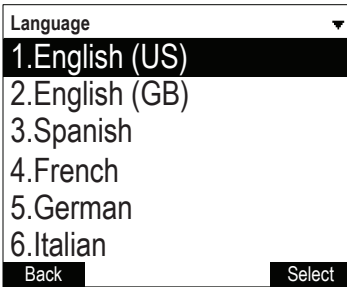 Language
1.English (US)
2.English (GB)
3.Spanish
4.French
5.German
6.Italian
Back Select